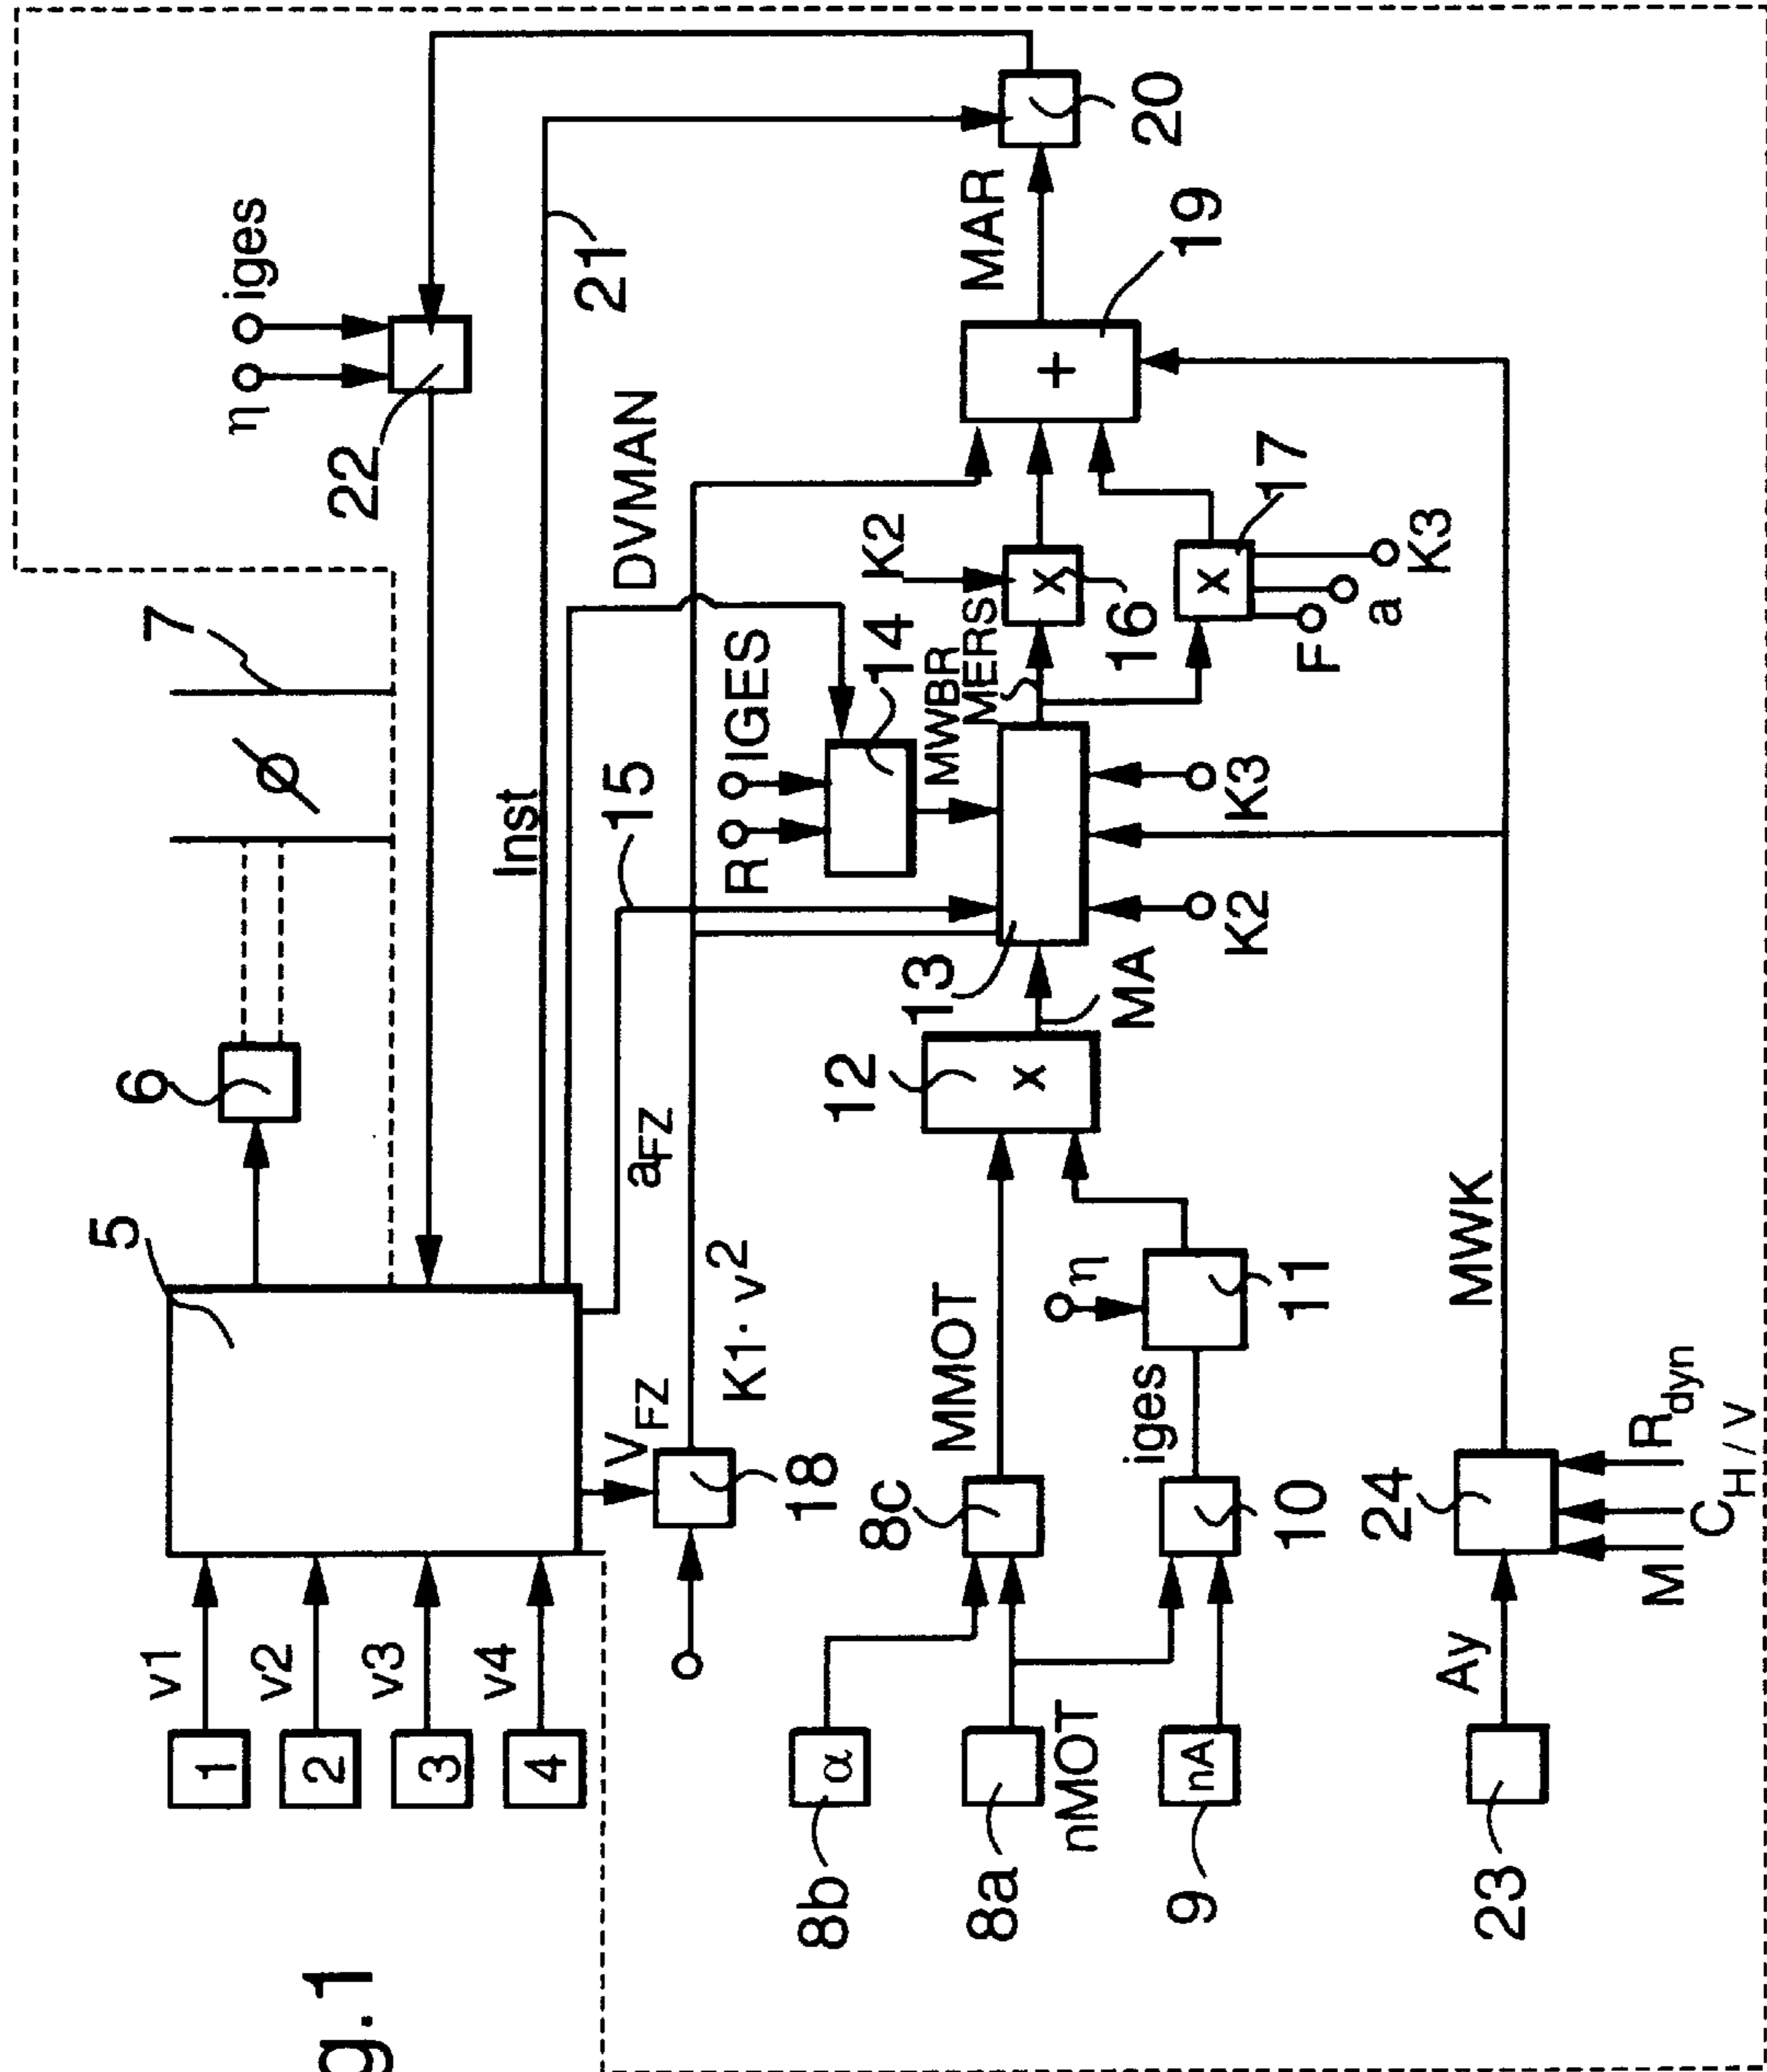 g.1
1
v1
2
v2
3
v3
4
v4
5
6
7
VFZ
aFZ
Inst
15
21
22
η
iges
DVMAN
18
K1·v²
R
IGES
14
8b
α
8a
nMOT
8c
MMOT
9
nA
10
iges
11
η
12
x
MA
13
K2
K3
MWBR
MERS
K2
x
16
x
17
F
a
K3
+
19
MAR
20
23
Ay
24
M
CH/V
Rdyn
MWK